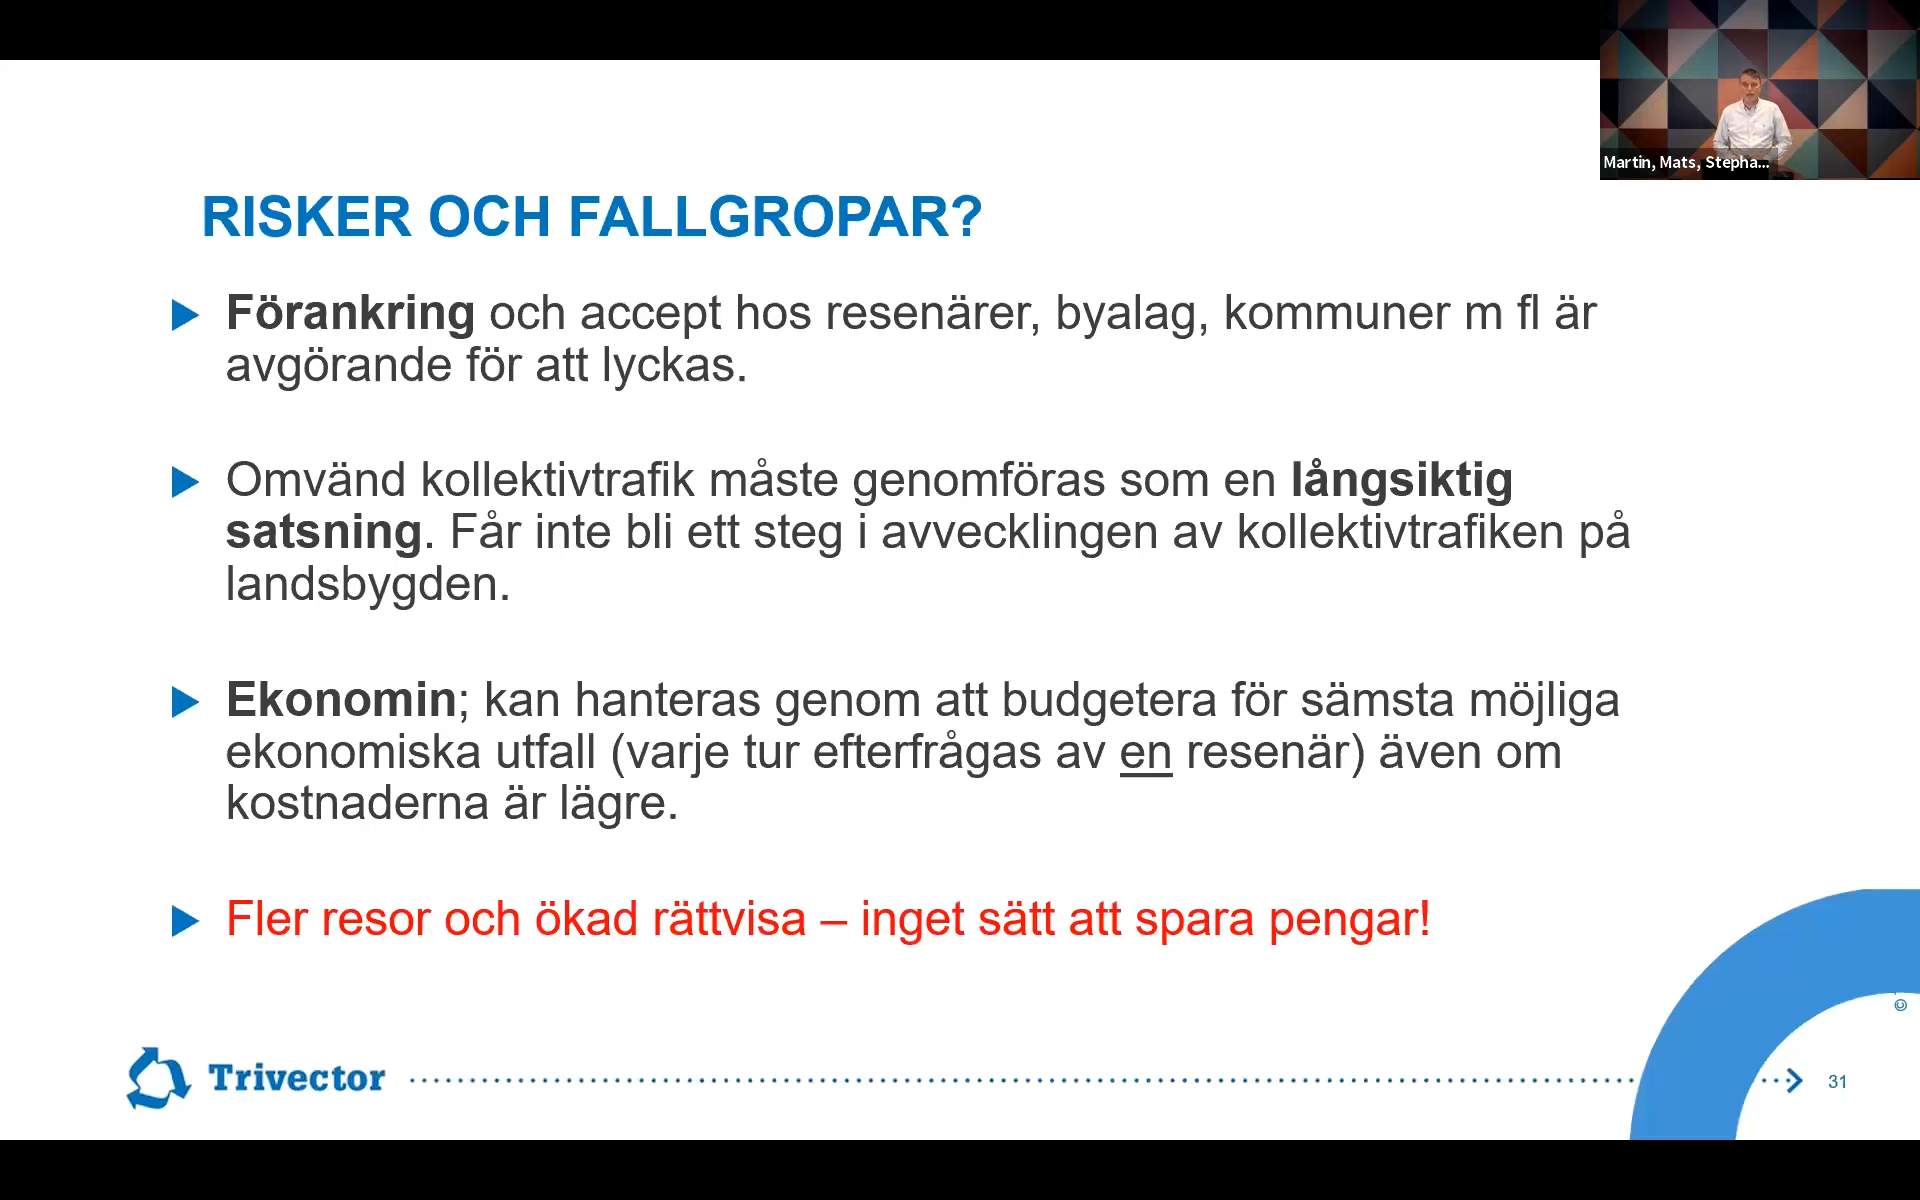 Martin, Mats, Stepha...
RISKER OCH FALLGROPAR?
Förankring och accept hos resenärer, byalag, kommuner m fl är
avgörande för att lyckas.
Omvänd kollektivtrafik måste genomföras som en långsiktig
satsning. Får inte bli ett steg i avvecklingen av kollektivtrafiken på
landsbygden.
Ekonomin; kan hanteras genom att budgetera för sämsta möjliga
ekonomiska utfall (varje tur efterfrågas av en resenär) även om
kostnaderna är lägre.
Fler resor och ökad rättvisa – inget sätt att spara pengar!
©
Trivector
31